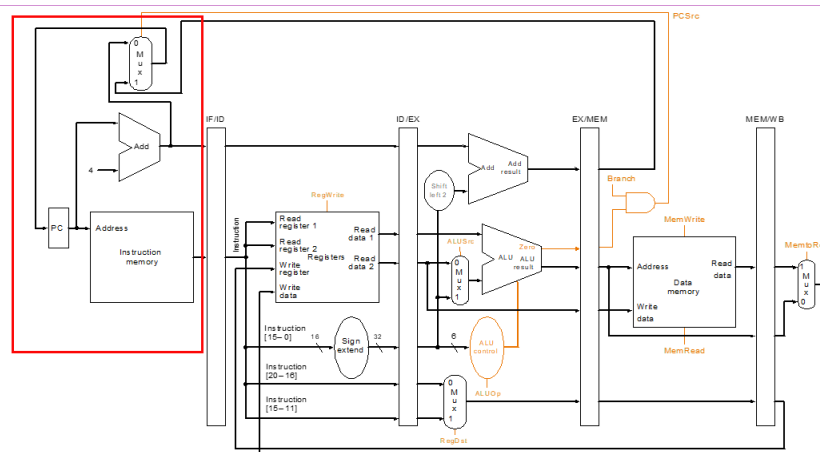 PCSrc
0
M
u
x
1
IF/ID
ID/EX
EX/MEM
MEM/WB
Add
4
Add
Add
result
Shift
left 2
Branch
RegWrite
PC
Address
Instruction
memory
Instruction
Read
register 1
Read
register 2
Write
register
Write
data
Registers
Read
data 1
Read
data 2
ALUSrc
0
M
u
x
1
Zero
ALU
ALU
result
MemWrite
Address
Write
data
Data
memory
Read
data
MemRead
1
M
u
x
0
Instruction
[15–0]
16
Sign
extend
32
6
ALU
control
ALUOp
Instruction
[20–16]
Instruction
[15–11]
0
M
u
x
1
RegDst